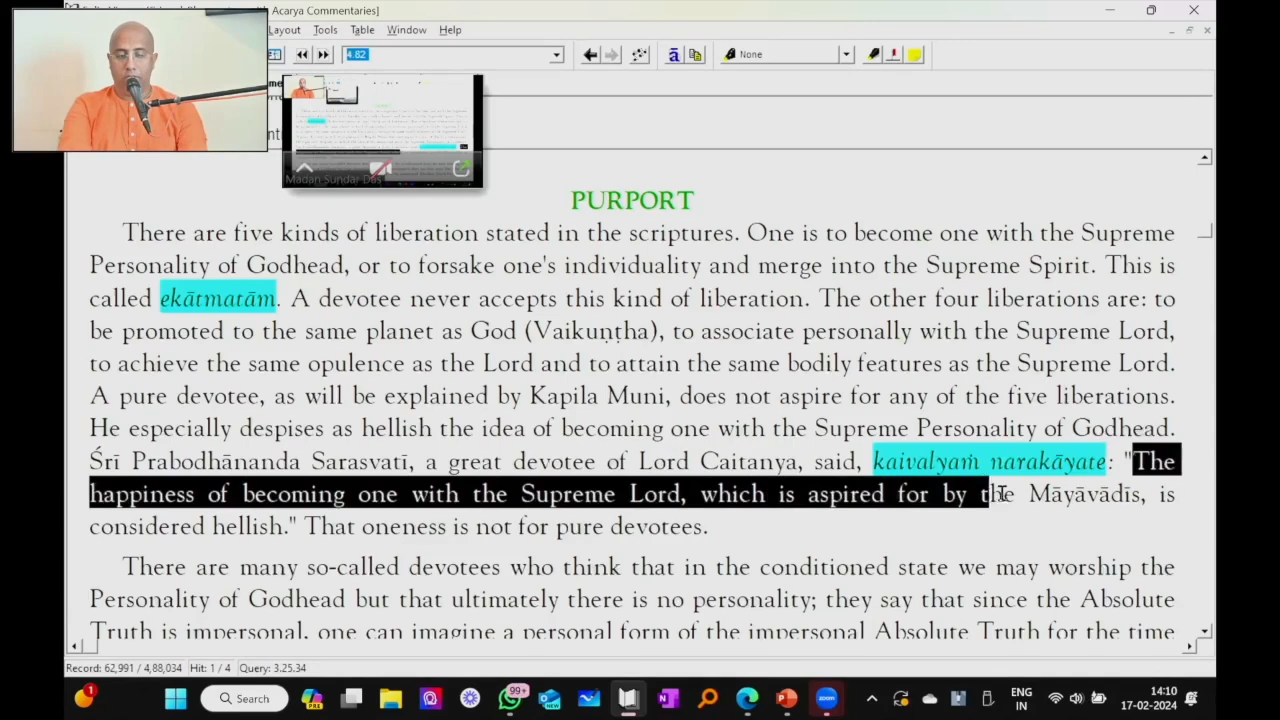 Acarya Commentaries]
Layout Tools Table Window Help
4.82
ā
None
Madan Sundar Das
PURPORT
There are five kinds of liberation stated in the scriptures. One is to become one with the Supreme
Personality of Godhead, or to forsake one's individuality and merge into the Supreme Spirit. This is
called ekātmatām. A devotee never accepts this kind of liberation. The other four liberations are: to
be promoted to the same planet as God (Vaikuṇṭha), to associate personally with the Supreme Lord,
to achieve the same opulence as the Lord and to attain the same bodily features as the Supreme Lord.
A pure devotee, as will be explained by Kapila Muni, does not aspire for any of the five liberations.
He especially despises as hellish the idea of becoming one with the Supreme Personality of Godhead.
Śrī Prabodhānanda Sarasvatī, a great devotee of Lord Caitanya, said, kaivalyaṁ narakāyate: "The
happiness of becoming one with the Supreme Lord, which is aspired for by the Māyāvādīs, is
considered hellish." That oneness is not for pure devotees.
There are many so-called devotees who think that in the conditioned state we may worship the
Personality of Godhead but that ultimately there is no personality; they say that since the Absolute
Truth is impersonal, one can imagine a personal form of the impersonal Absolute Truth for the time
Record: 62,991 / 4,88,034 Hit: 1 / 4 Query: 3.25.34
1
Search
PRE
99+
NEW
zoom
ENG
IN
14:10
17-02-2024